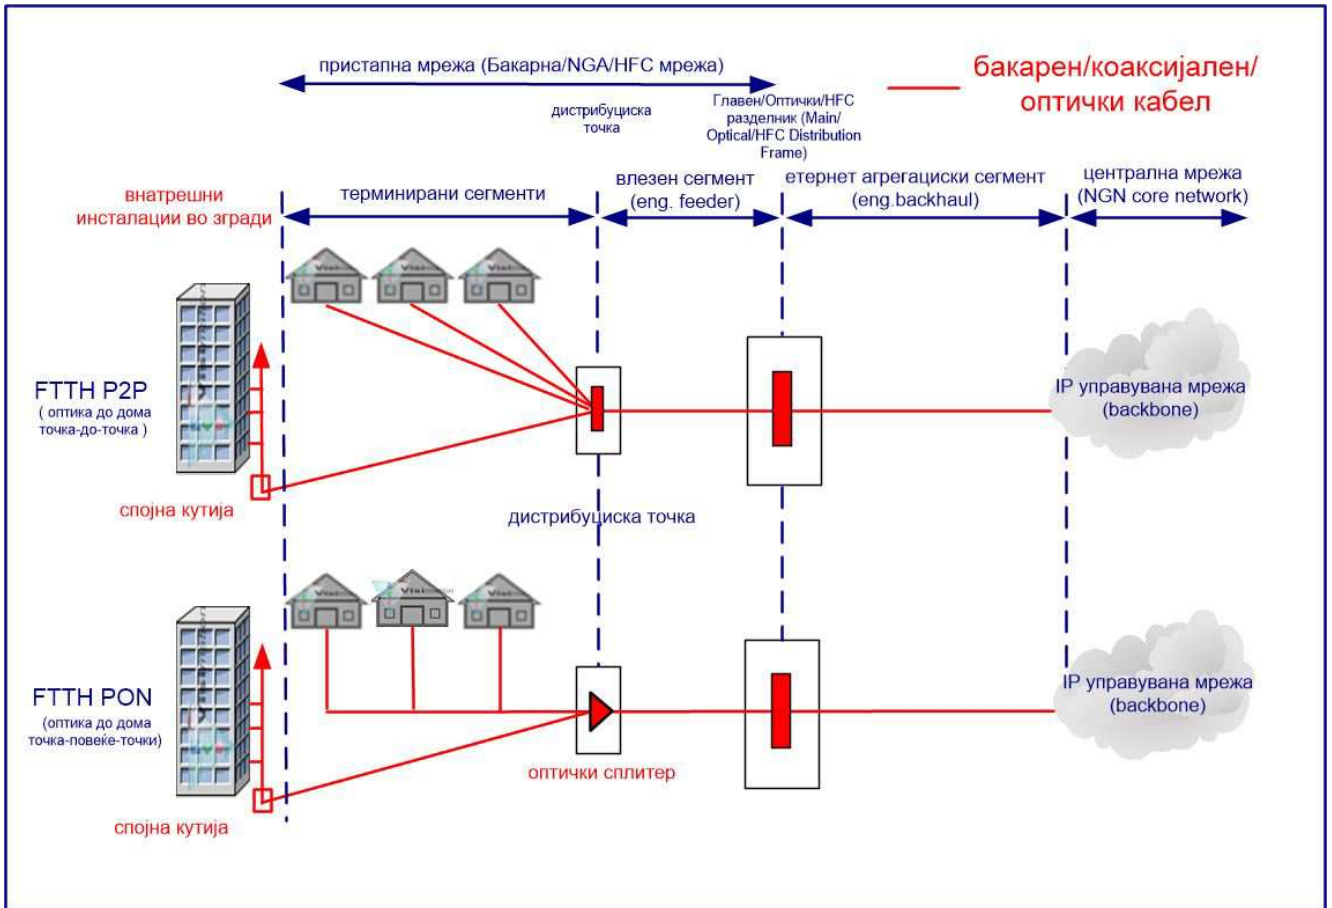 пристапна мрежа (Бакарна/NGA/HFC мрежа)
бакарен/коаксијален/
оптички кабел
дистрибуциска
точка
Главен/Оптички/HFC
разделник (Main/
Optical/HFC Distribution
Frame)
внатрешни
инсталации во згради
терминирани сегменти
влезен сегмент
(eng. feeder)
етернет агрегациски сегмент
(eng.backhaul)
централна мрежа
(NGN core network)
FTTH P2P
( оптика до дома
точка-до-точка )
IP управувана мрежа
(backbone)
спојна кутија
дистрибуциска точка
FTTH PON
(оптика до дома
точка-повеќе-точки)
IP управувана мрежа
(backbone)
оптички сплитер
спојна кутија